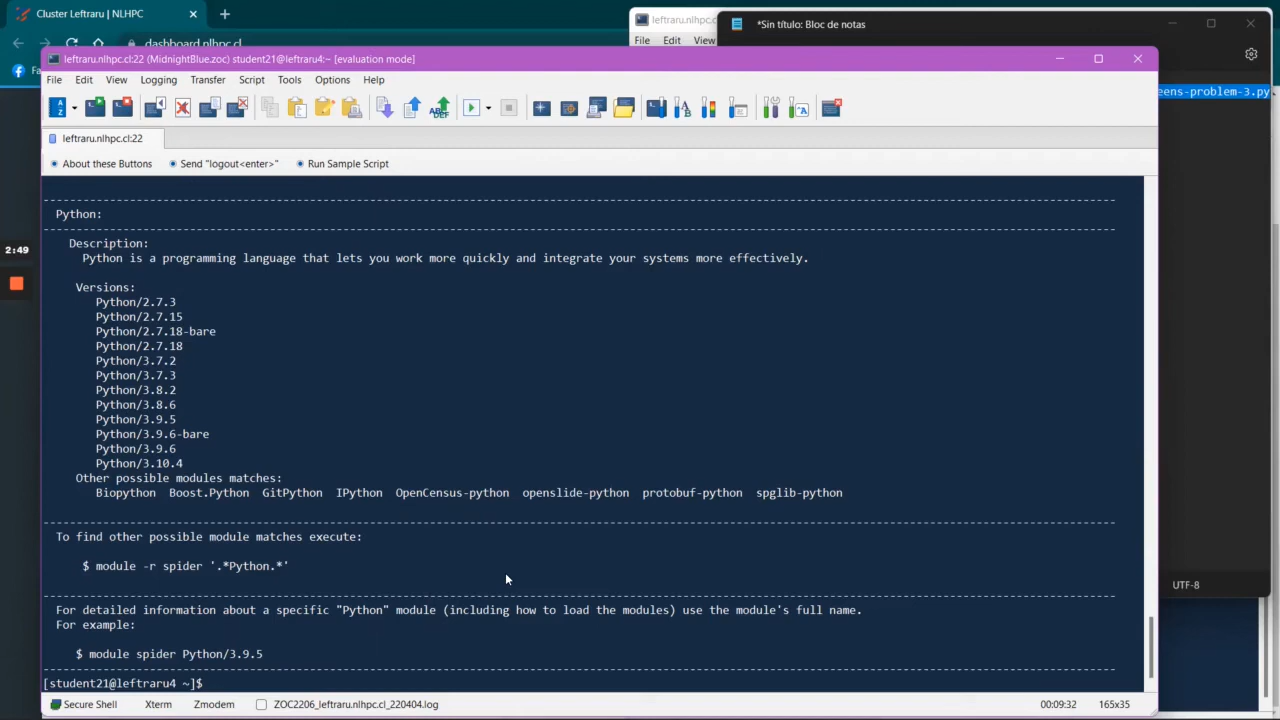 Cluster Leftraru | NLHPC
dashboard.nlhpc.cl
leftraru.nlhpc.c
File Edit View
*Sin título: Bloc de notas
eens-problem-3.py
UTF-8
2:49
leftraru.nlhpc.cl:22 (MidnightBlue.zoc) student21@leftraru4:~ [evaluation mode]
File Edit View Logging Transfer Script Tools Options Help
leftraru.nlhpc.cl:22
About these Buttons Send "logout<enter>" Run Sample Script
----------------------------------------------------------------------------------------------------------------------------------------------------------------
Python:
----------------------------------------------------------------------------------------------------------------------------------------------------------------
Description:
Python is a programming language that lets you work more quickly and integrate your systems more effectively.
Versions:
Python/2.7.3
Python/2.7.15
Python/2.7.18-bare
Python/2.7.18
Python/3.7.2
Python/3.7.3
Python/3.8.2
Python/3.8.6
Python/3.9.5
Python/3.9.6-bare
Python/3.9.6
Python/3.10.4
Other possible modules matches:
Biopython Boost.Python GitPython IPython OpenCensus-python openslide-python protobuf-python spglib-python
----------------------------------------------------------------------------------------------------------------------------------------------------------------
To find other possible module matches execute:
$ module -r spider '.*Python.*'
----------------------------------------------------------------------------------------------------------------------------------------------------------------
For detailed information about a specific "Python" module (including how to load the modules) use the module's full name.
For example:
$ module spider Python/3.9.5
----------------------------------------------------------------------------------------------------------------------------------------------------------------
[student21@leftraru4 ~]$
Secure Shell Xterm Zmodem ZOC2206_leftraru.nlhpc.cl_220404.log 00:09:32 165x35